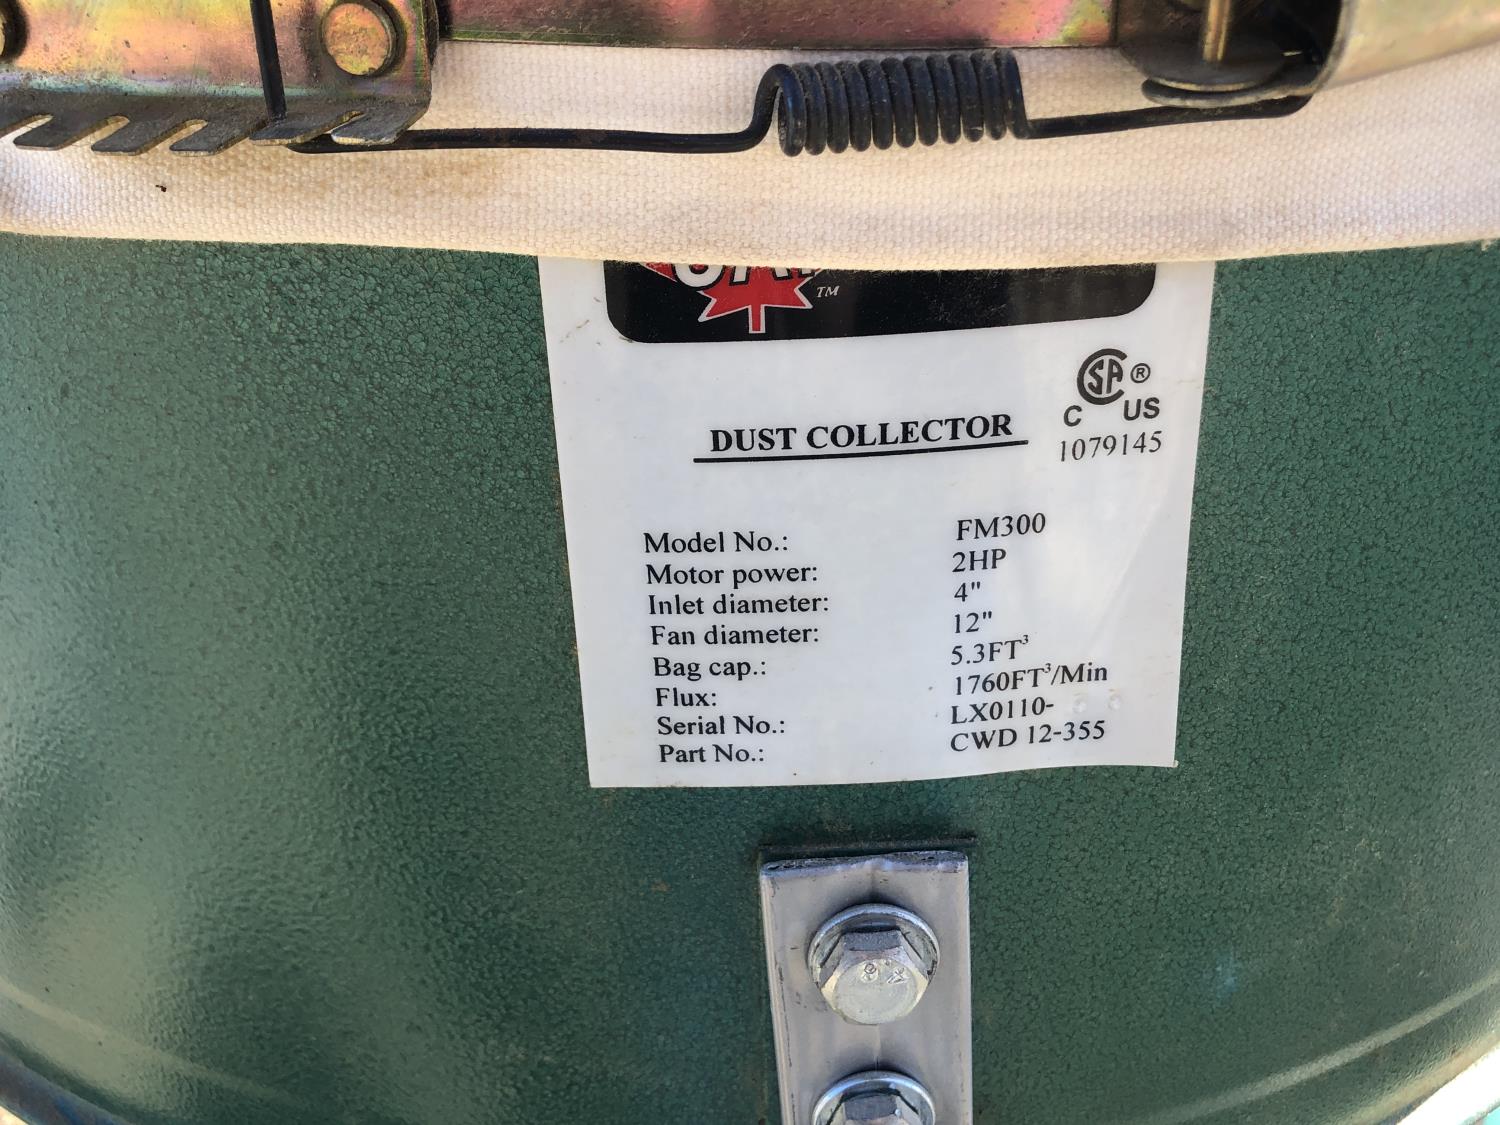 TM
CSA ®
C US
DUST COLLECTOR
1079145
Model No.: FM300
Motor power: 2HP
Inlet diameter: 4"
Fan diameter: 12"
Bag cap.: 5.3FT³
Flux: 1760FT³/Min
Serial No.: LX0110-
Part No.: CWD 12-355